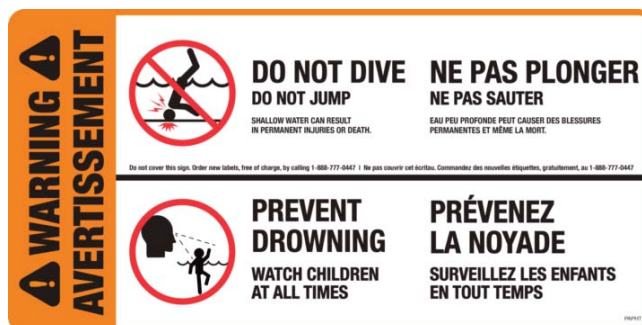 WARNING
AVERTISSEMENT
DO NOT DIVE
DO NOT JUMP
SHALLOW WATER CAN RESULT
IN PERMANENT INJURIES OR DEATH.
NE PAS PLONGER
NE PAS SAUTER
EAU PEU PROFONDE PEUT CAUSER DES BLESSURES
PERMANENTES ET MÊME LA MORT.
Do not cover this sign. Order new labels, free of charge, by calling 1-888-777-0447 | Ne pas couvrir cet écritau. Commandez des nouvelles étiquettes, gratuitement, au 1-888-777-0447
PREVENT
DROWNING
WATCH CHILDREN
AT ALL TIMES
PRÉVENEZ
LA NOYADE
SURVEILLEZ LES ENFANTS
EN TOUT TEMPS